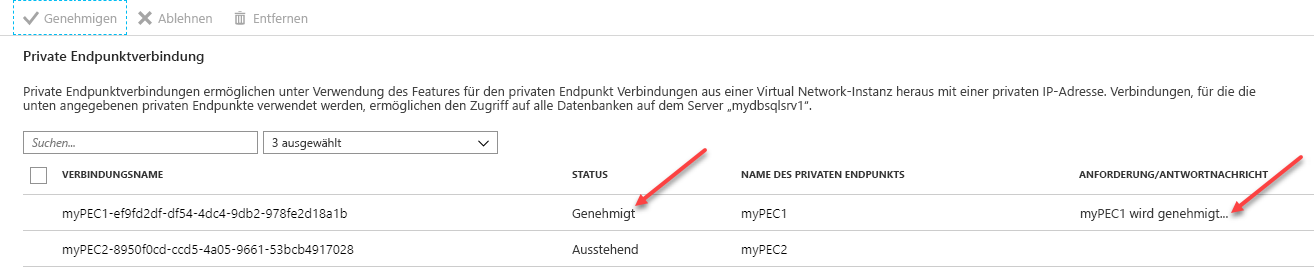 Genehmigen Ablehnen Entfernen
Private Endpunktverbindung
Private Endpunktverbindungen ermöglichen unter Verwendung des Features für den privaten Endpunkt Verbindungen aus einer Virtual Network-Instanz heraus mit einer privaten IP-Adresse. Verbindungen, für die die
unten angegebenen privaten Endpunkte verwendet werden, ermöglichen den Zugriff auf alle Datenbanken auf dem Server „mydbsqlsrv1“.
Suchen... 3 ausgewählt
VERBINDUNGSNAME STATUS NAME DES PRIVATEN ENDPUNKTS ANFORDERUNG/ANTWORTNACHRICHT
myPEC1-ef9fd2df-df54-4dc4-9db2-978fe2d18a1b Genehmigt myPEC1 myPEC1 wird genehmigt...
myPEC2-8950f0cd-ccd5-4a05-9661-53bcb4917028 Ausstehend myPEC2